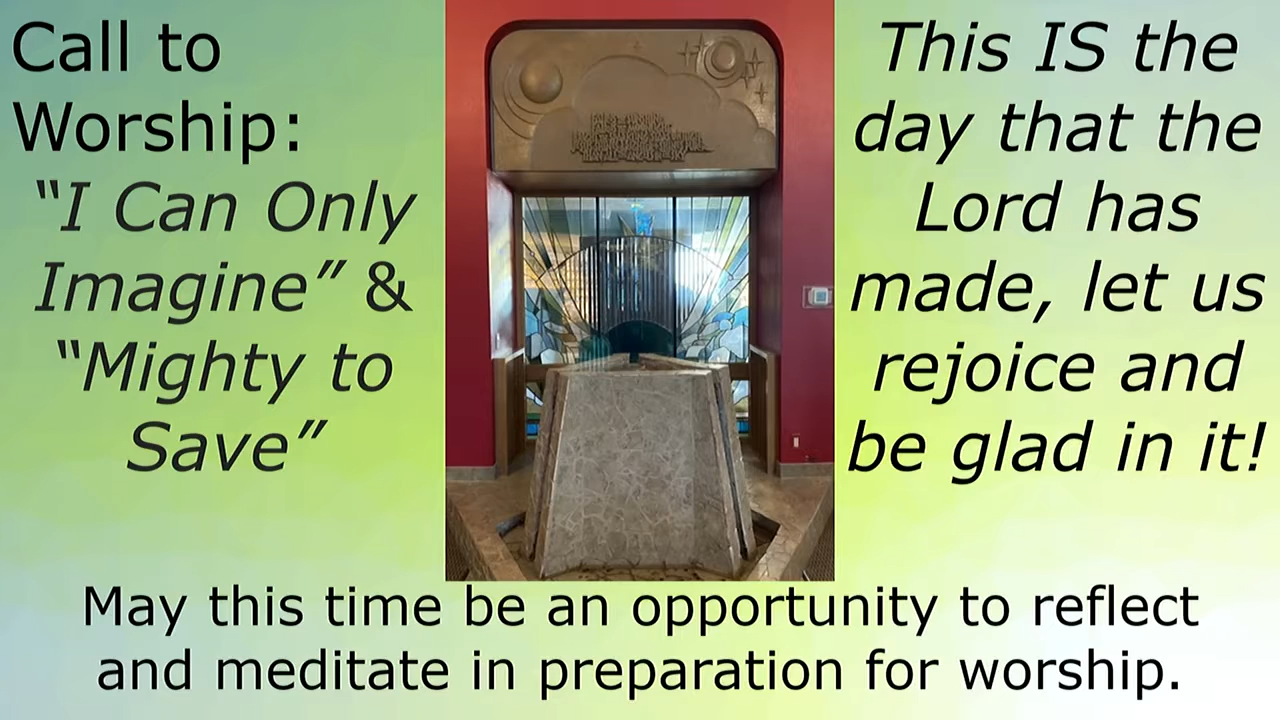 Call to
Worship:
“I Can Only
Imagine” &
“Mighty to
Save”
This IS the
day that the
Lord has
made, let us
rejoice and
be glad in it!
May this time be an opportunity to reflect
and meditate in preparation for worship.